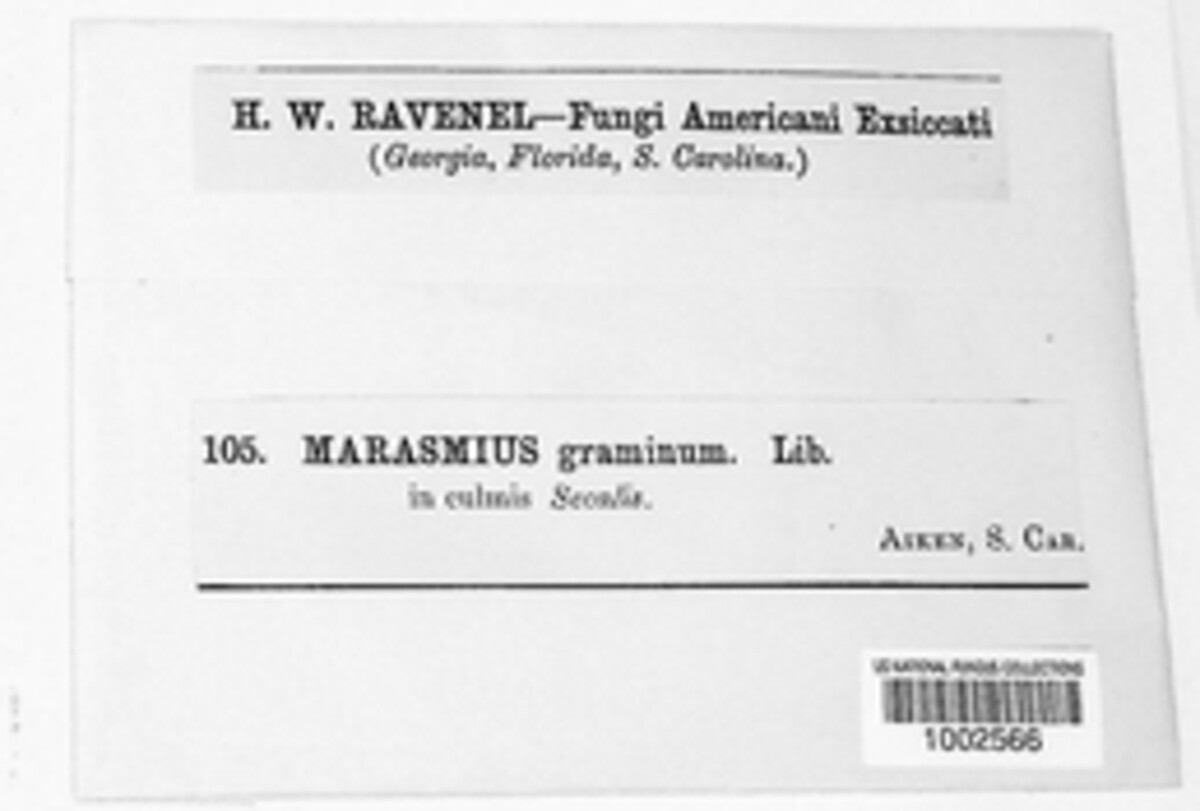 H. W. RAVENEL—Fungi Americani Exsiccati
(Georgia, Florida, S. Carolina.)
105. MARASMIUS graminum. Lib.
in culmis Secalis.
AIKEN, S. CAR.
US NATIONAL FUNGUS COLLECTIONS
1002566